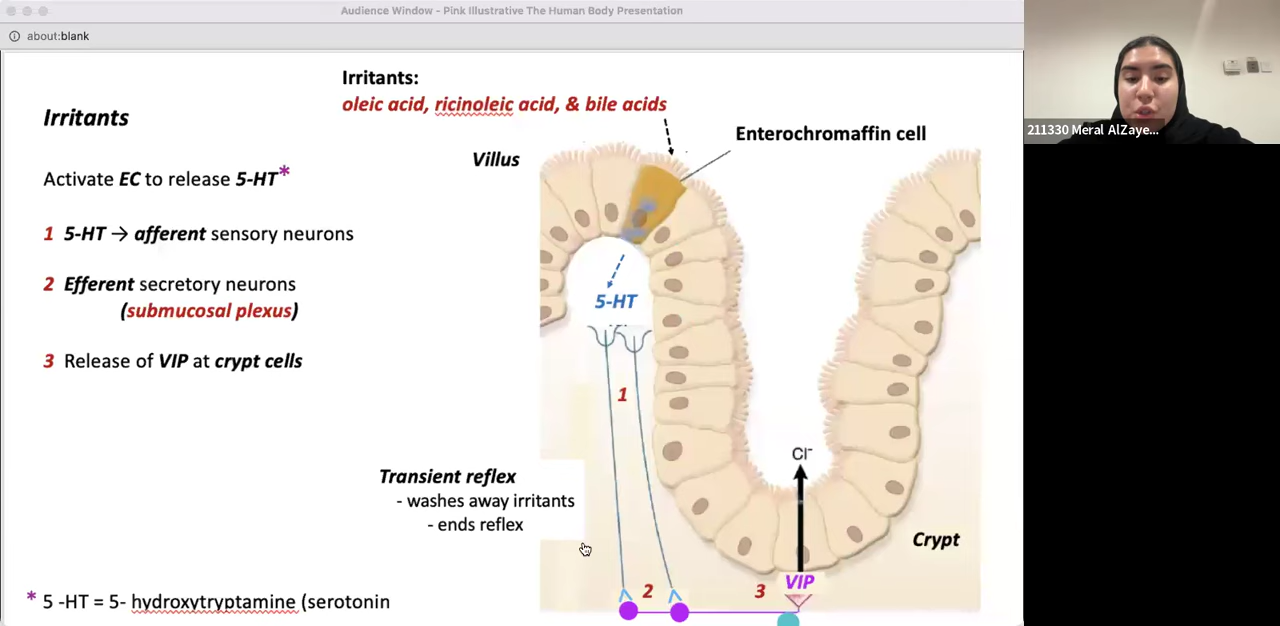 Audience Window - Pink Illustrative The Human Body Presentation
about:blank
Irritants:
oleic acid, ricinoleic acid, & bile acids
Irritants
Enterochromaffin cell
Villus
Activate EC to release 5-HT*
1 5-HT → afferent sensory neurons
2 Efferent secretory neurons
(submucosal plexus)
5-HT
3 Release of VIP at crypt cells
1
Cl⁻
Transient reflex
- washes away irritants
- ends reflex
Crypt
2
3
VIP
* 5 -HT = 5- hydroxytryptamine (serotonin
211330 Meral AlZaye...